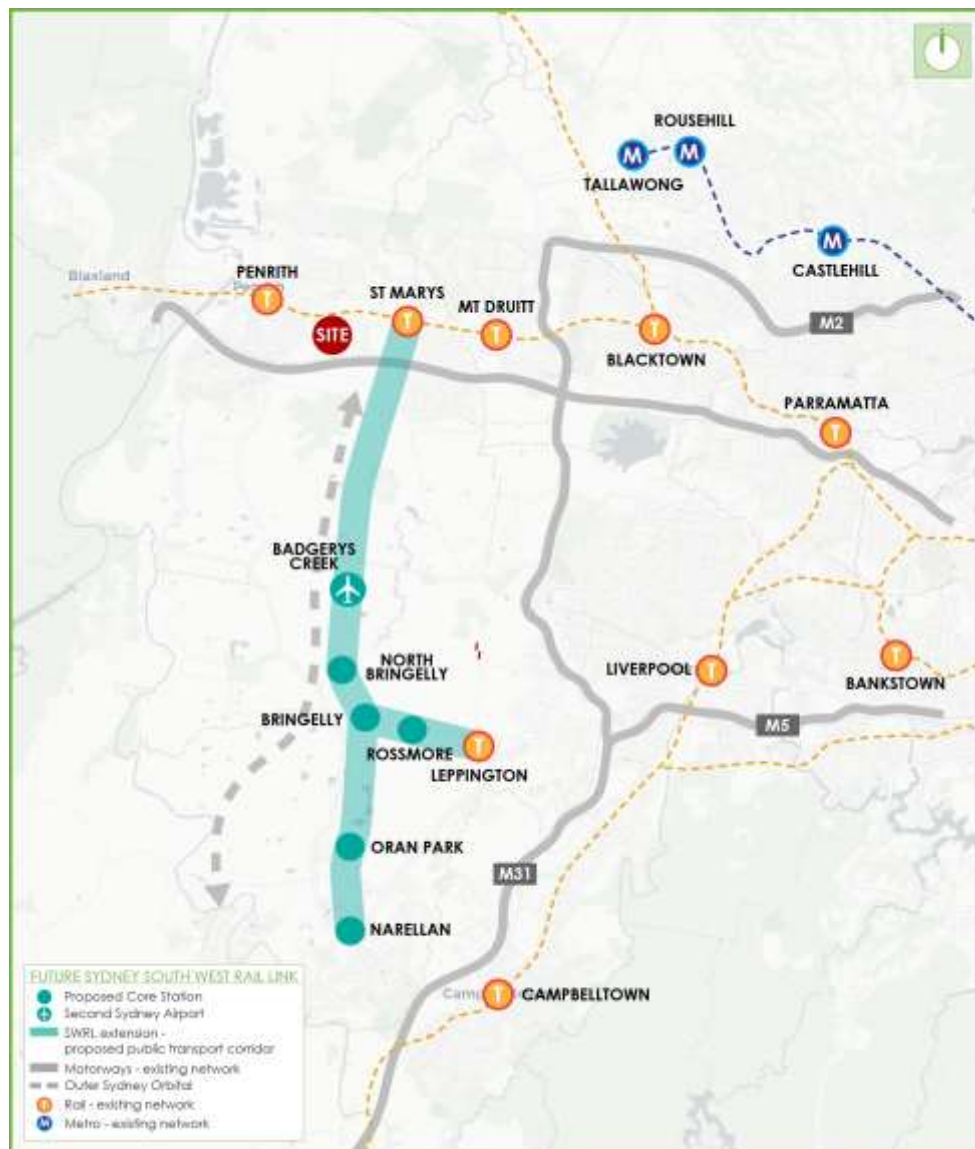 ROUSEHILL
M
M
TALLAWONG
M
CASTLEHILL
Blaxland
PENRITH
T
ST MARYS
T
MT DRUITT
T
SITE
T
BLACKTOWN
M2
PARRAMATTA
T
BADGERYS
CREEK
NORTH
BRINGELLY
LIVERPOOL
T
T
BANKSTOWN
BRINGELLY
ROSSMORE
T
LEPPINGTON
M5
ORAN PARK
M31
NARELLAN
T
CAMPBELLTOWN
FUTURE SYDNEY SOUTH WEST RAIL LINK
Proposed Core Station
Second Sydney Airport
SWRL extension -
proposed public transport corridor
Motorways - existing network
Outer Sydney Orbital
T
Rail - existing network
M
Metro - existing network